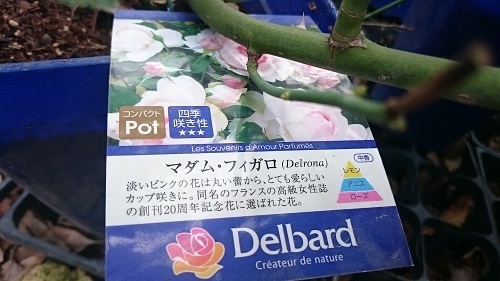 コンパクト
Pot
四季
咲き性
★★★
Les Souvenirs d'Amour Parfumés
マダム・フィガロ (Delrona)
中香
淡いピンクの花は丸い蕾から、とても愛らしい
カップ咲きに。同名のフランスの高級女性誌
の創刊20周年記念花に選ばれた花。
レモン
アニス
ローズ
Delbard
Créateur de nature